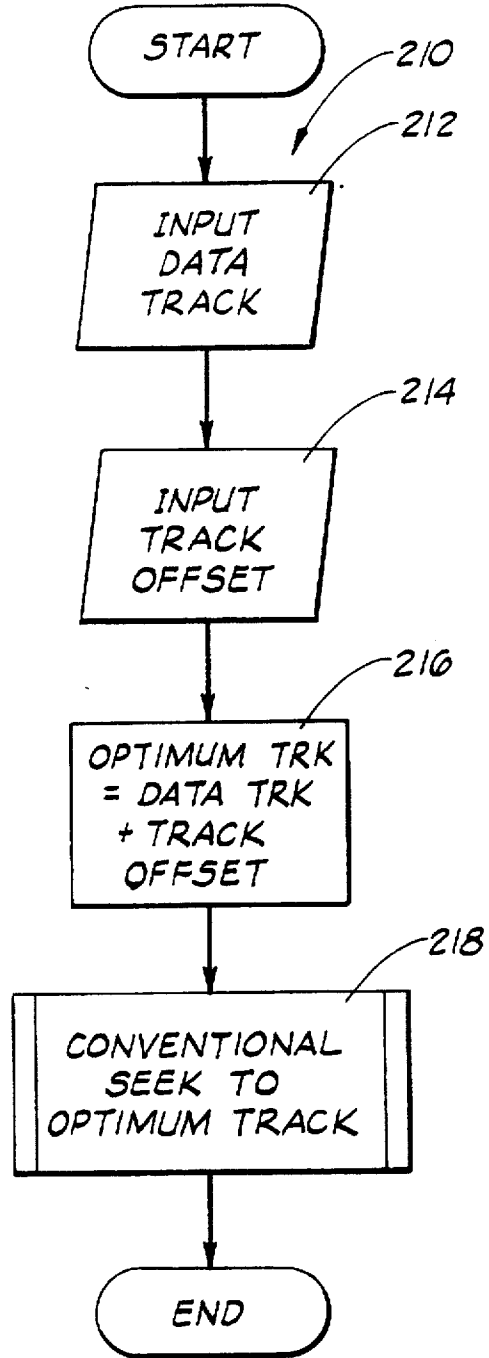 START
210
212
INPUT
DATA
TRACK
214
INPUT
TRACK
OFFSET
216
OPTIMUM TRK
= DATA TRK
+ TRACK
OFFSET
218
CONVENTIONAL
SEEK TO
OPTIMUM TRACK
END